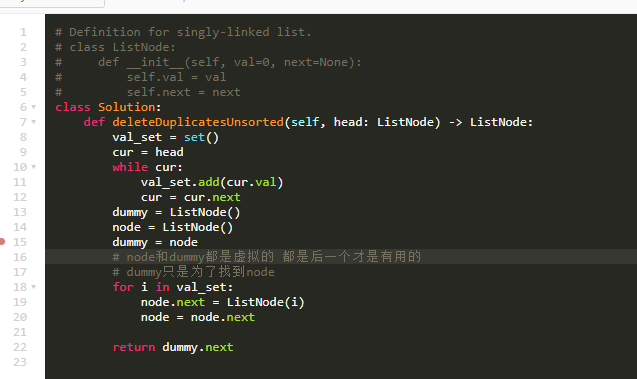 1 # Definition for singly-linked list.
2 # class ListNode:
3 #     def __init__(self, val=0, next=None):
4 #         self.val = val
5 #         self.next = next
6 class Solution:
7     def deleteDuplicatesUnsorted(self, head: ListNode) -> ListNode:
8         val_set = set()
9         cur = head
10         while cur:
11             val_set.add(cur.val)
12             cur = cur.next
13         dummy = ListNode()
14         node = ListNode()
15         dummy = node
16         # node和dummy都是虚拟的 都是后一个才是有用的
17         # dummy只是为了找到node
18         for i in val_set:
19             node.next = ListNode(i)
20             node = node.next
21
22         return dummy.next
23